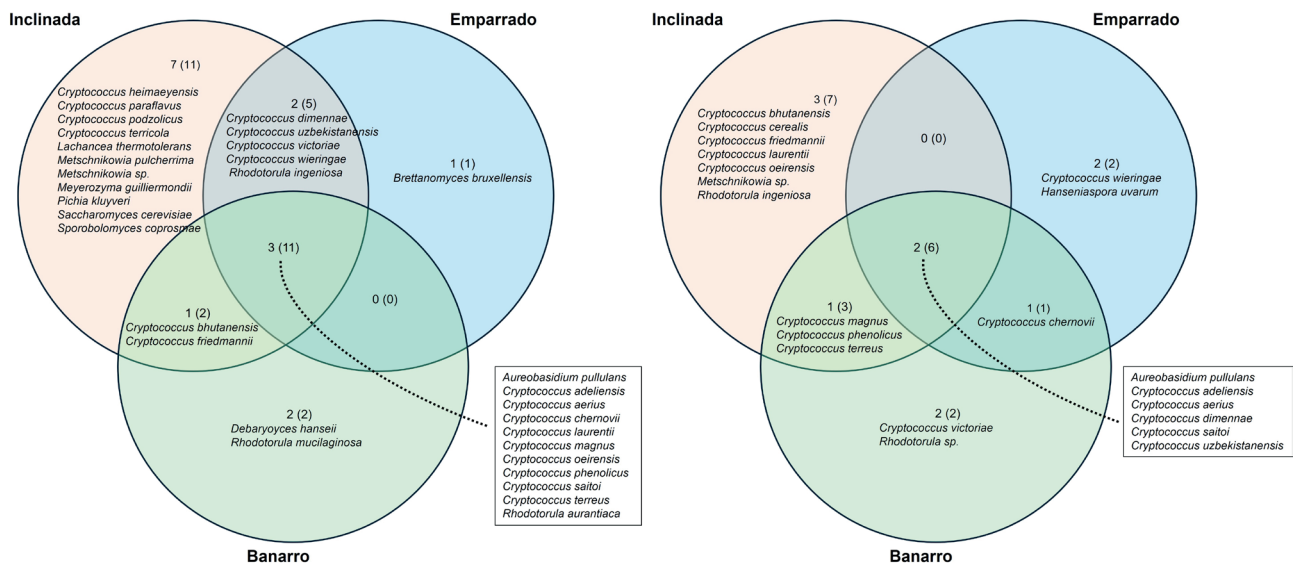 Inclinada
Emparrado
7 (11)
Cryptococcus heimaeyensis
Cryptococcus paraflavus
Cryptococcus podzolicus
Cryptococcus terricola
Lachancea thermotolerans
Metschnikowia pulcherrima
Metschnikowia sp.
Meyerozyma guilliermondii
Pichia kluyveri
Saccharomyces cerevisiae
Sporobolomyces coprosmae
2 (5)
Cryptococcus dimennae
Cryptococcus uzbekistanensis
Cryptococcus victoriae
Cryptococcus wieringae
Rhodotorula ingeniosa
1 (1)
Brettanomyces bruxellensis
3 (11)
0 (0)
1 (2)
Cryptococcus bhutanensis
Cryptococcus friedmannii
2 (2)
Debaryoyces hanseii
Rhodotorula mucilaginosa
Aureobasidium pullulans
Cryptococcus adeliensis
Cryptococcus aerius
Cryptococcus chernovii
Cryptococcus laurentii
Cryptococcus magnus
Cryptococcus oeirensis
Cryptococcus phenolicus
Cryptococcus saitoi
Cryptococcus terreus
Rhodotorula aurantiaca
Banarro
Inclinada
Emparrado
3 (7)
Cryptococcus bhutanensis
Cryptococcus cerealis
Cryptococcus friedmannii
Cryptococcus laurentii
Cryptococcus oeirensis
Metschnikowia sp.
Rhodotorula ingeniosa
0 (0)
2 (2)
Cryptococcus wieringae
Hanseniaspora uvarum
2 (6)
1 (3)
Cryptococcus magnus
Cryptococcus phenolicus
Cryptococcus terreus
1 (1)
Cryptococcus chernovii
2 (2)
Cryptococcus victoriae
Rhodotorula sp.
Aureobasidium pullulans
Cryptococcus adeliensis
Cryptococcus aerius
Cryptococcus dimennae
Cryptococcus saitoi
Cryptococcus uzbekistanensis
Banarro